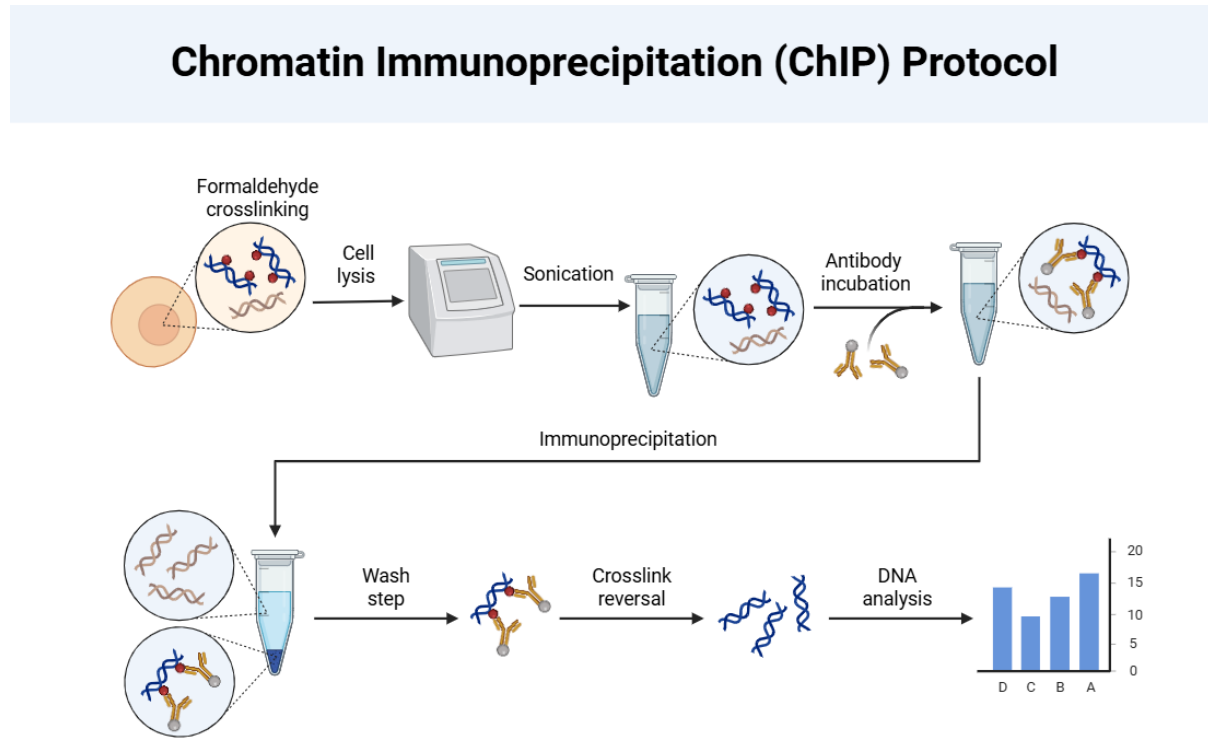 Chromatin Immunoprecipitation (ChIP) Protocol
Formaldehyde
crosslinking
Cell
lysis
Sonication
Antibody
incubation
Immunoprecipitation
Wash
step
Crosslink
reversal
DNA
analysis
20
15
10
5
0
D C B A